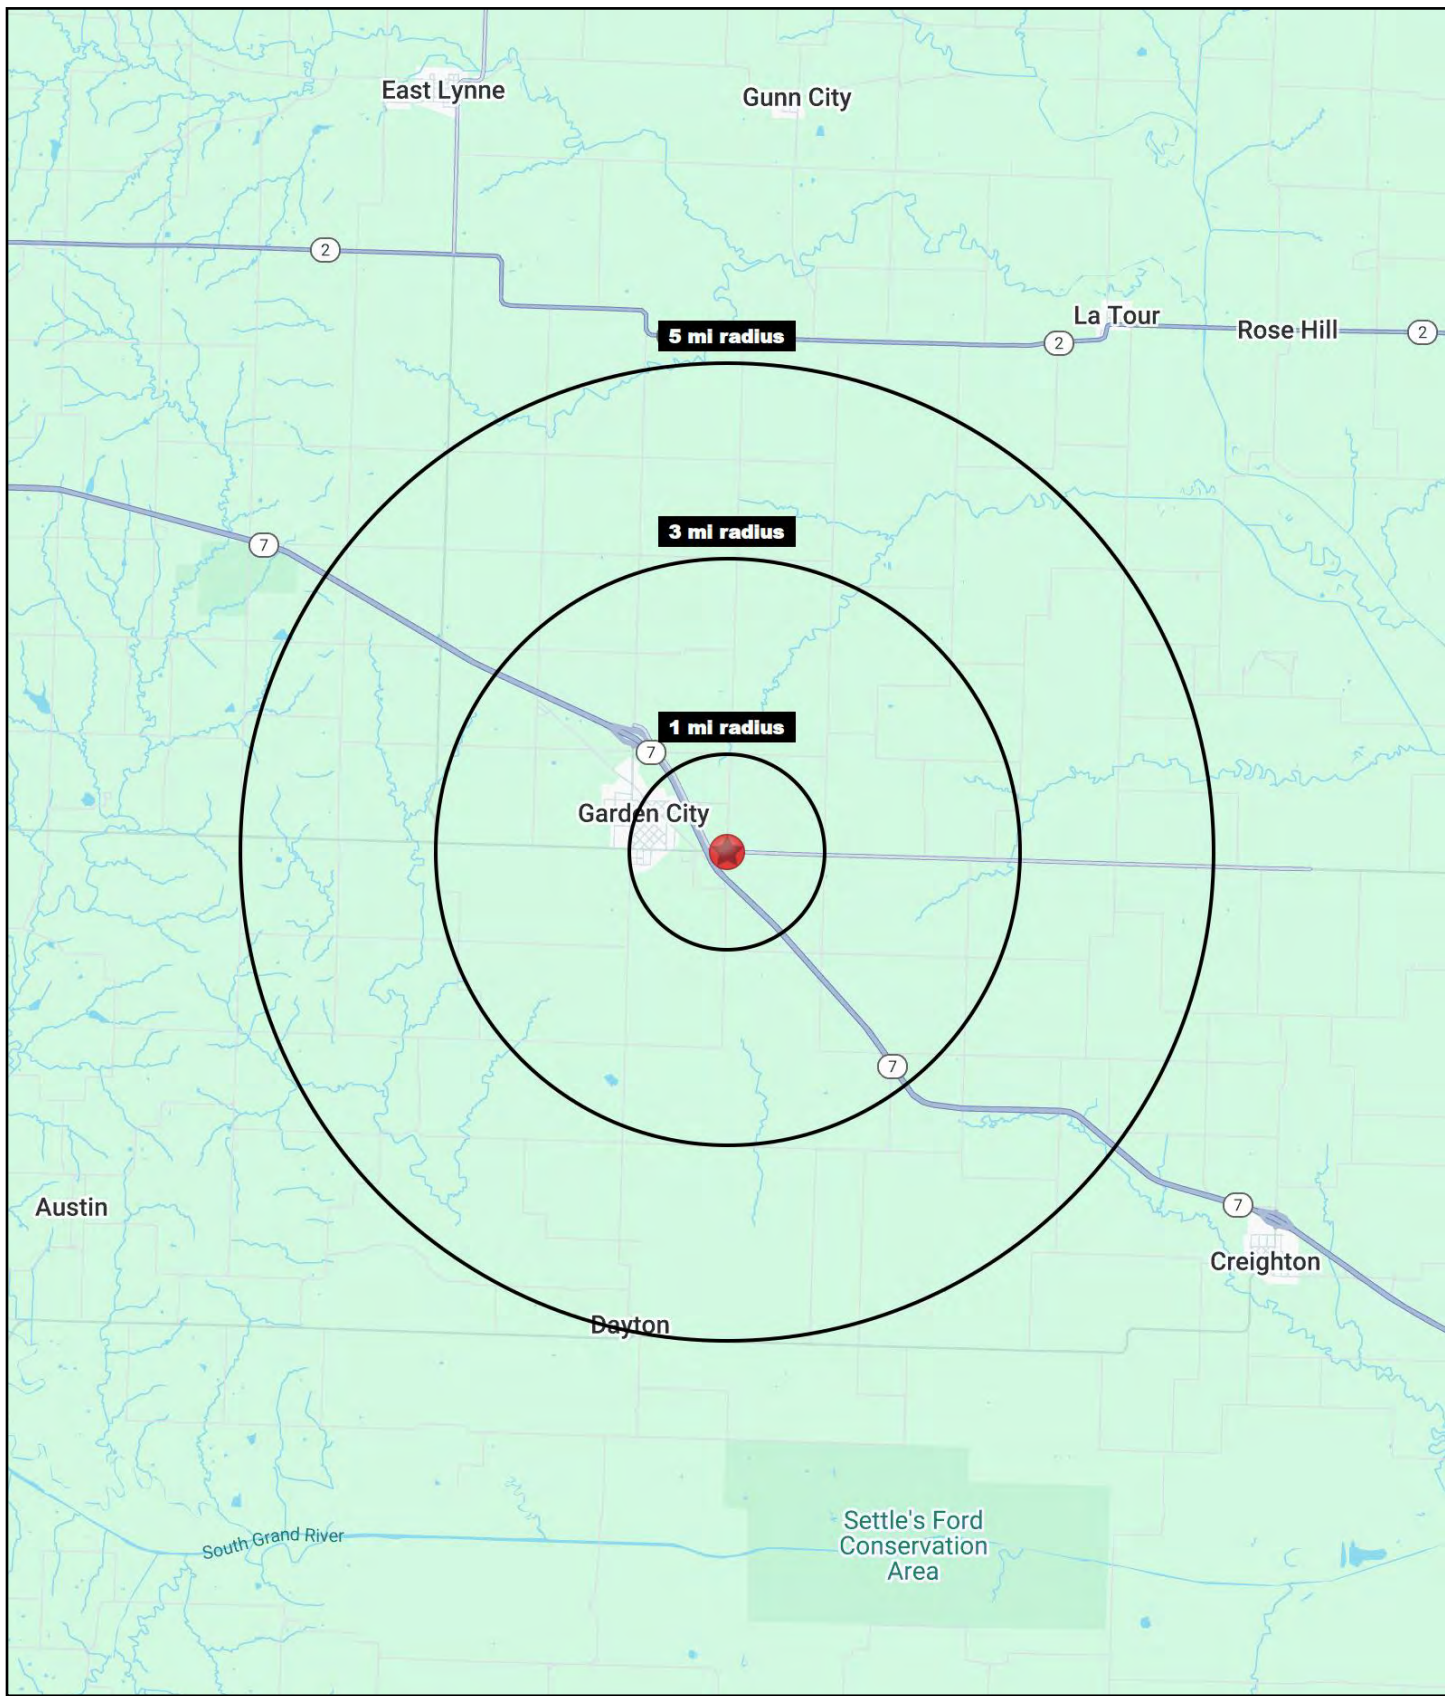 East Lynne
Gunn City
2
La Tour
Rose Hill
5 mi radius
2
2
3 mi radius
7
1 mi radius
7
Garden City
7
Austin
7
Creighton
Dayton
Settle's Ford
Conservation
Area
South Grand River